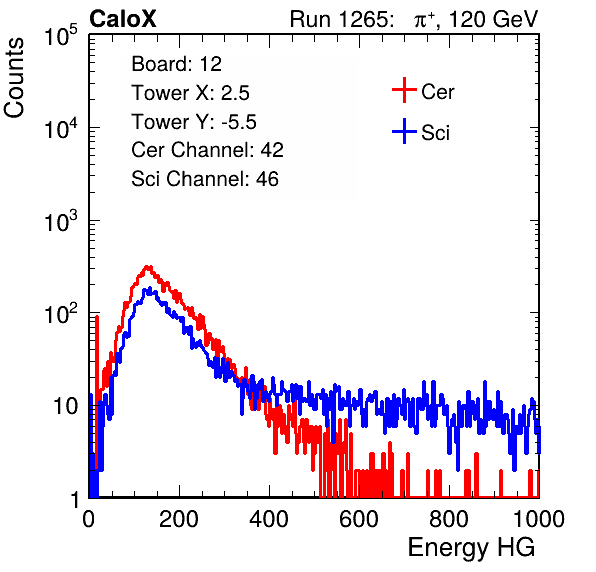 CaloX Run 1265: π⁺, 120 GeV
Counts
10⁵
10⁴
10³
10²
10
1
Board: 12
Tower X: 2.5
Tower Y: -5.5
Cer Channel: 42
Sci Channel: 46
Cer
Sci
0 200 400 600 800 1000
Energy HG